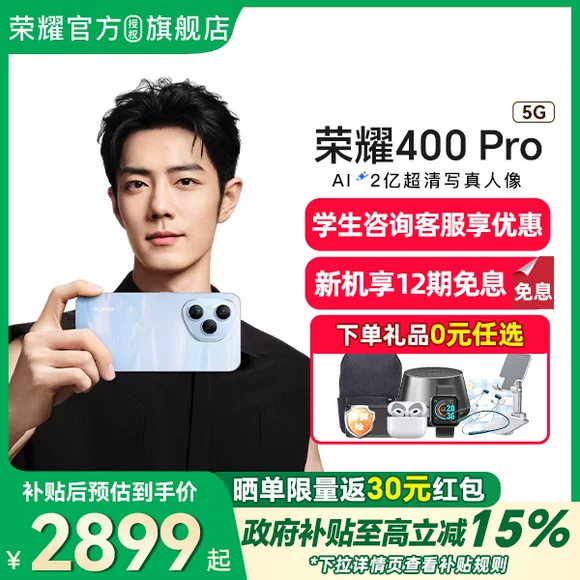 荣耀官方授权旗舰店
5G
荣耀400 Pro
AI 2亿超清写真人像
学生咨询客服享优惠
新机享12期免息
免息
下单礼品0元任选
HONOR
补贴后预估到手价
¥2899起
晒单限量返30元红包
政府补贴至高立减15%
*下拉详情页查看补贴规则